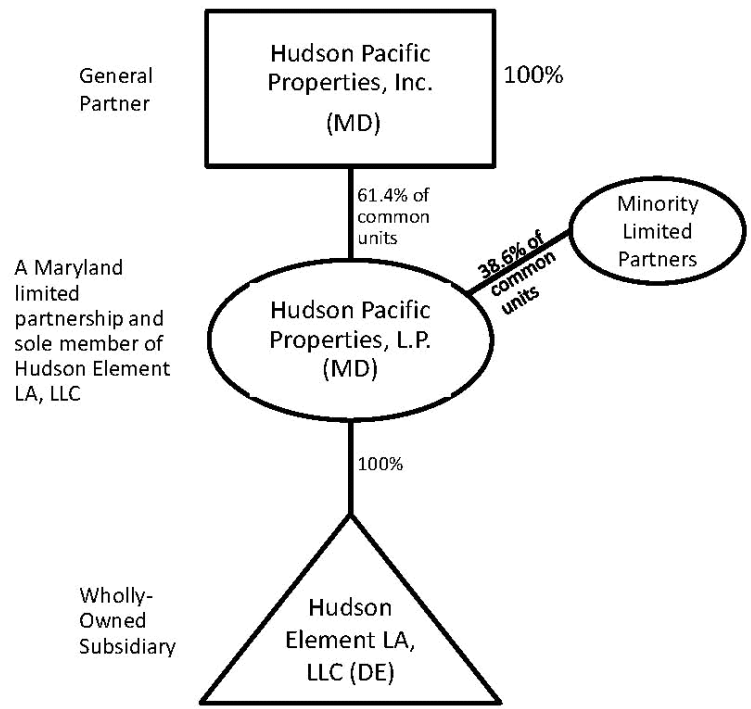 General
Partner
Hudson Pacific
Properties, Inc.
(MD)
100%
61.4% of
common
units
Minority
Limited
Partners
38.6% of
common
units
A Maryland
limited
partnership and
sole member of
Hudson Element
LA, LLC
Hudson Pacific
Properties, L.P.
(MD)
100%
Wholly-
Owned
Subsidiary
Hudson
Element LA,
LLC (DE)